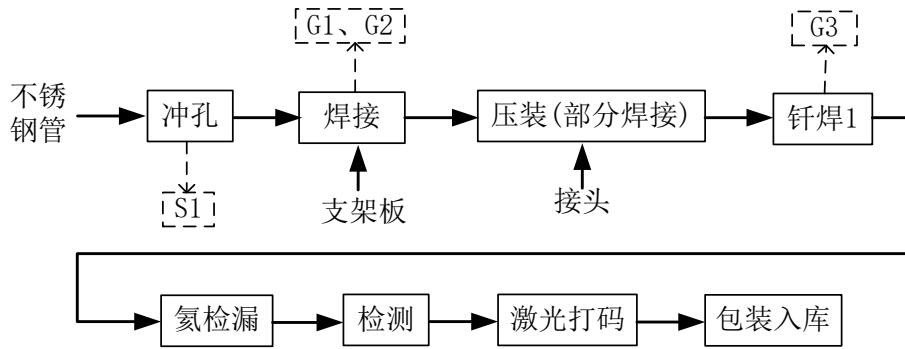 G1、G2
G3
不锈
钢管
冲孔
焊接
压装(部分焊接)
钎焊1
S1
支架板
接头
氦检漏
检测
激光打码
包装入库